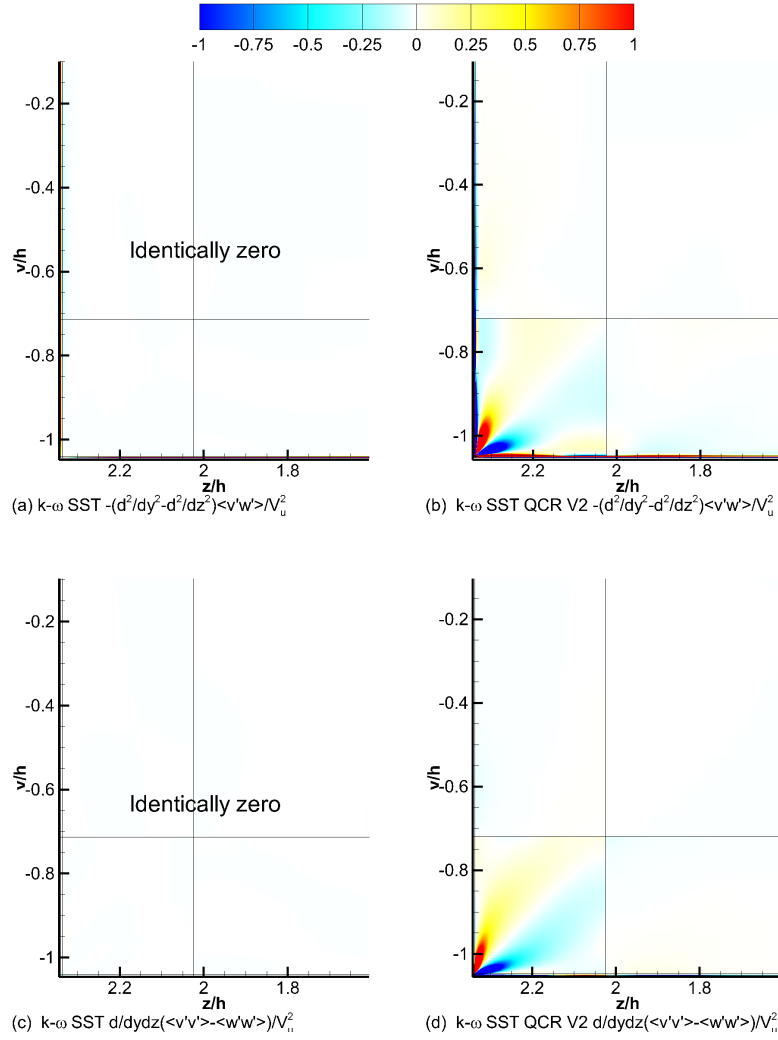 -1 -0.75 -0.5 -0.25 0 0.25 0.5 0.75 1
-0.2
-0.4
Identically zero
v/h
-0.6
-0.8
-1
2.2 2 1.8
z/h
(a) k-ω SST -(d²/dy²-d²/dz²)<v'w'>/V²ᵤ
-0.2
-0.4
v/h
-0.6
-0.8
-1
2.2 2 1.8
z/h
(b) k-ω SST QCR V2 -(d²/dy²-d²/dz²)<v'w'>/V²ᵤ
-0.2
-0.4
v/h
-0.6
Identically zero
-0.8
-1
2.2 2 1.8
z/h
(c) k-ω SST d/dydz(<v'v'>-<w'w'>)/V²ᵤ
-0.2
-0.4
v/h
-0.6
-0.8
-1
2.2 2 1.8
z/h
(d) k-ω SST QCR V2 d/dydz(<v'v'>-<w'w'>)/V²ᵤ